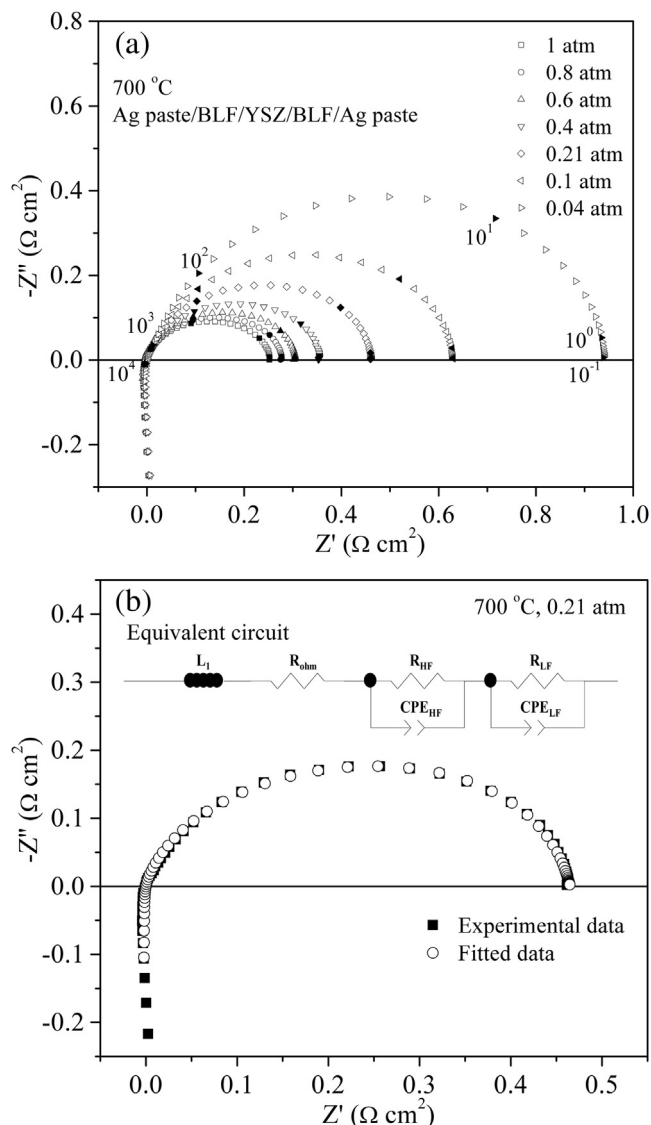 (a)
700 °C
Ag paste/BLF/YSZ/BLF/Ag paste
1 atm
0.8 atm
0.6 atm
0.4 atm
0.21 atm
0.1 atm
0.04 atm
0.8
0.6
0.4
0.2
0.0
-0.2
-Z" (Ω cm²)
10⁴
10³
10²
10¹
10⁰
10⁻¹
0.0 0.2 0.4 0.6 0.8 1.0
Z' (Ω cm²)
(b)
700 °C, 0.21 atm
Equivalent circuit
L₁ R_ohm R_HF R_LF
CPE_HF CPE_LF
0.4
0.3
0.2
0.1
0.0
-0.1
-0.2
-Z" (Ω cm²)
Experimental data
Fitted data
0.0 0.1 0.2 0.3 0.4 0.5
Z' (Ω cm²)